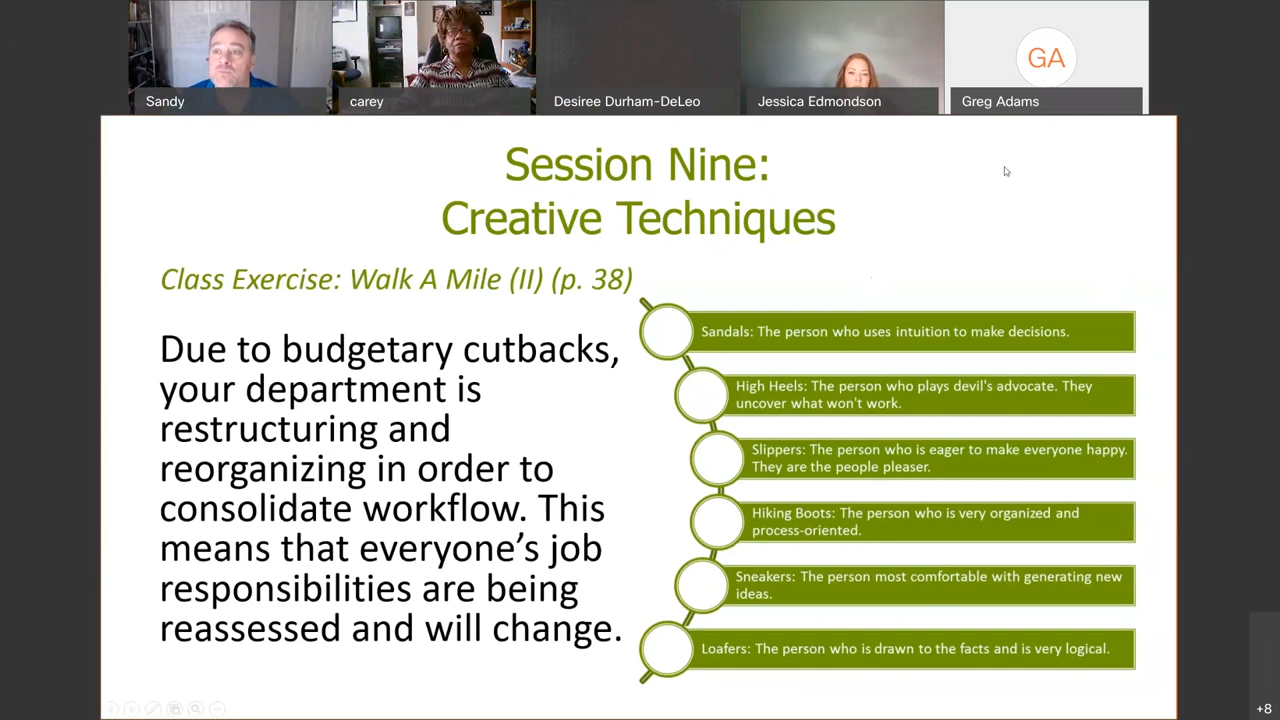 GA
Sandy
carey
Desiree Durham-DeLeo
Jessica Edmondson
Greg Adams
Session Nine:
Creative Techniques
Class Exercise: Walk A Mile (II) (p. 38)
Due to budgetary cutbacks,
your department is
restructuring and
reorganizing in order to
consolidate workflow. This
means that everyone’s job
responsibilities are being
reassessed and will change.
Sandals: The person who uses intuition to make decisions.
High Heels: The person who plays devil's advocate. They
uncover what won't work.
Slippers: The person who is eager to make everyone happy.
They are the people pleaser.
Hiking Boots: The person who is very organized and
process-oriented.
Sneakers: The person most comfortable with generating new
ideas.
Loafers: The person who is drawn to the facts and is very logical.
+8